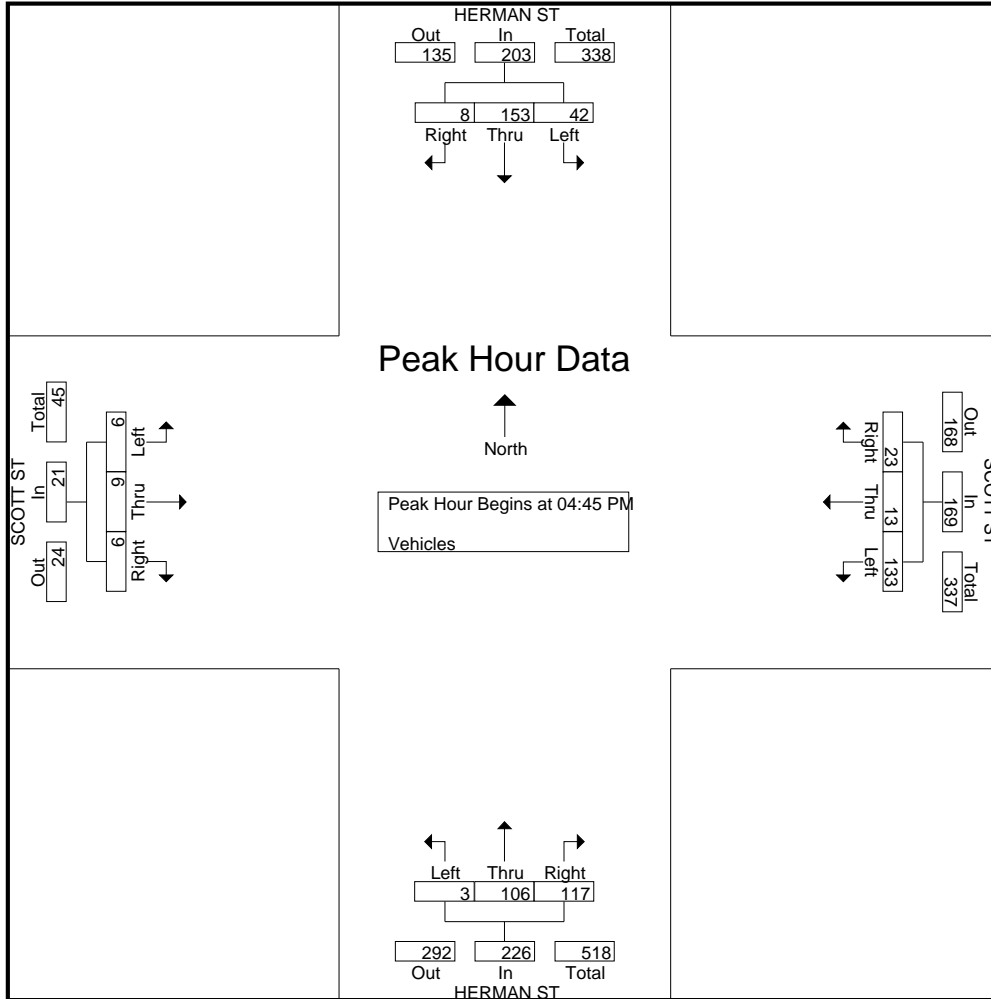 HERMAN ST
Out In Total
135 203 338
8 153 42
Right Thru Left
Peak Hour Data
North
Peak Hour Begins at 04:45 PM
Vehicles
SCOTT ST
Total In Out
45 21 24
6 9 6
Left Thru Right
SCOTT ST
Out In Total
168 169 337
23 13 133
Right Thru Left
Left Thru Right
3 106 117
292 226 518
Out In Total
HERMAN ST